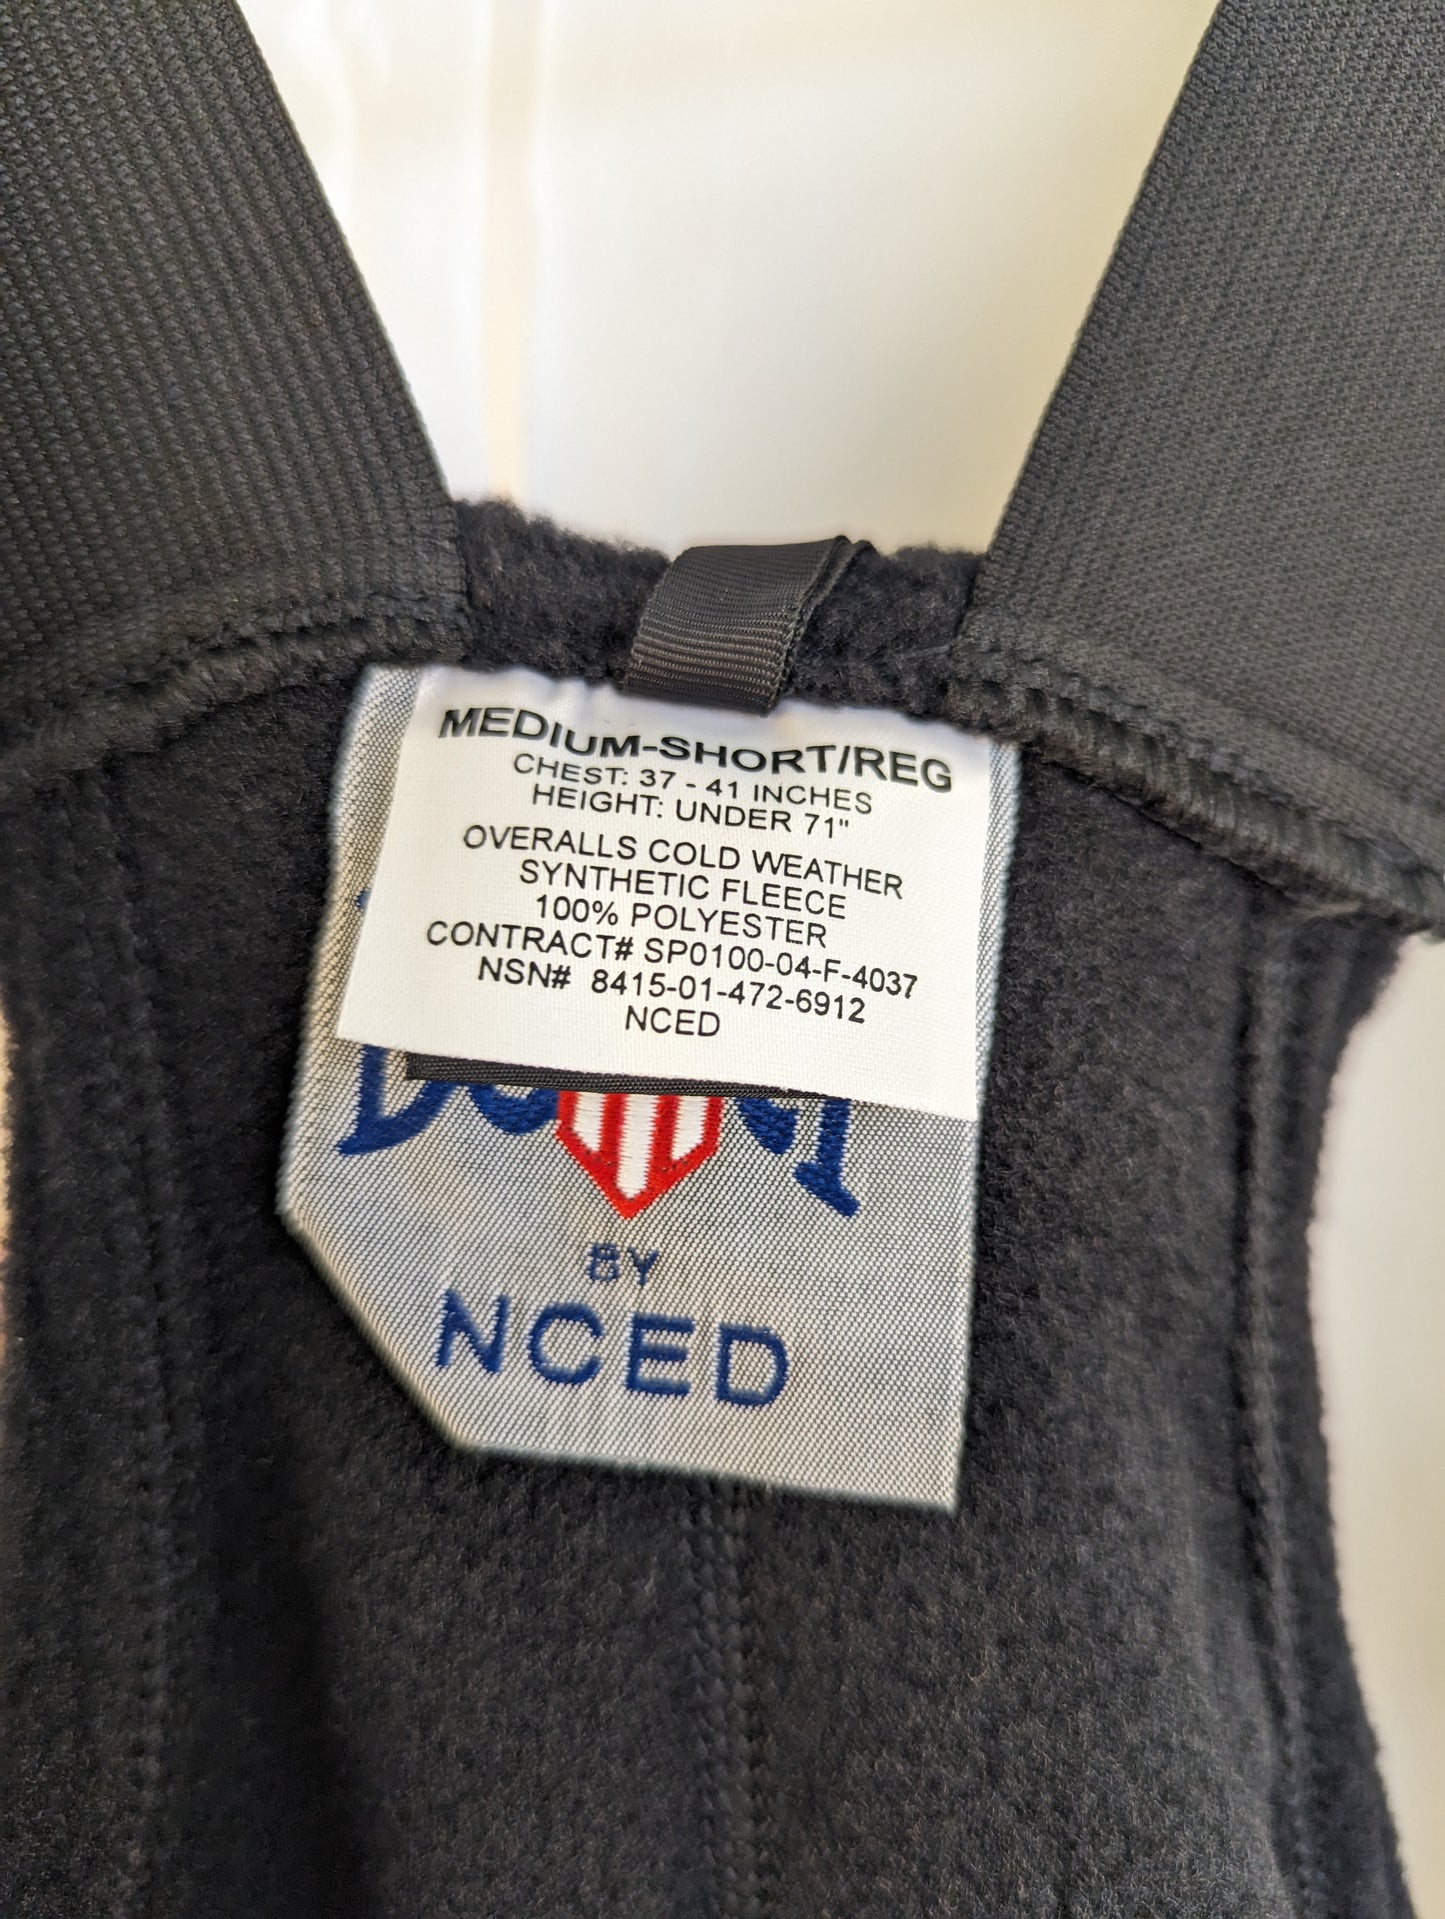 MEDIUM-SHORT/REG
CHEST: 37 - 41 INCHES
HEIGHT: UNDER 71"
OVERALLS COLD WEATHER
SYNTHETIC FLEECE
100% POLYESTER
CONTRACT# SP0100-04-F-4037
NSN# 8415-01-472-6912
NCED
BY
NCED